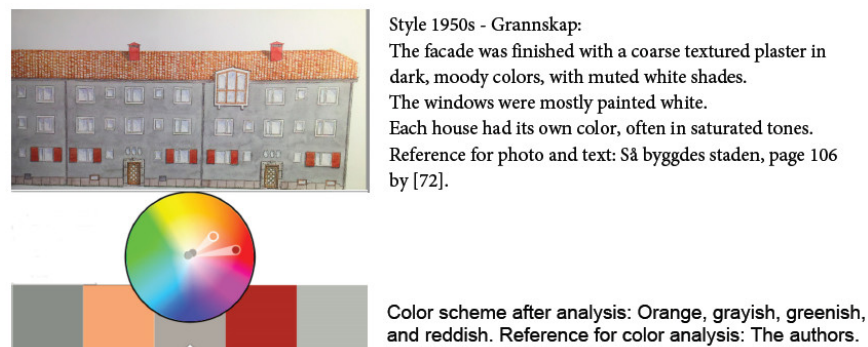 Style 1950s - Grannskap:
The facade was finished with a coarse textured plaster in
dark, moody colors, with muted white shades.
The windows were mostly painted white.
Each house had its own color, often in saturated tones.
Reference for photo and text: Så byggdes staden, page 106
by [72].
Color scheme after analysis: Orange, grayish, greenish,
and reddish. Reference for color analysis: The authors.